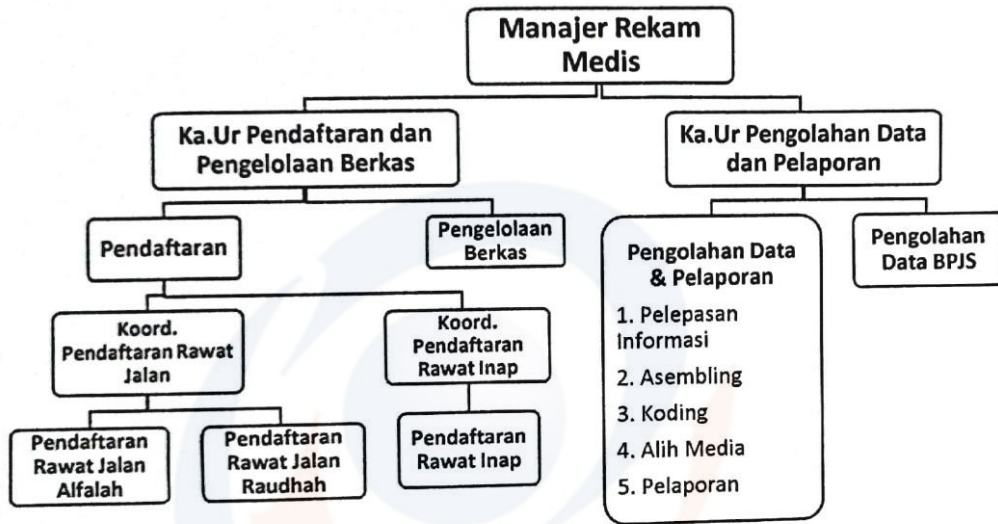 Manajer Rekam
Medis
Ka.Ur Pendaftaran dan
Pengelolaan Berkas
Ka.Ur Pengolahan Data
dan Pelaporan
Pendaftaran
Pengelolaan
Berkas
Pengolahan Data
& Pelaporan
1. Pelepasan
Informasi
2. Asembling
3. Koding
4. Alih Media
5. Pelaporan
Pengolahan
Data BPJS
Koord.
Pendaftaran Rawat
Jalan
Koord.
Pendaftaran
Rawat Inap
Pendaftaran
Rawat Jalan
Alfalah
Pendaftaran
Rawat Jalan
Raudhah
Pendaftaran
Rawat Inap